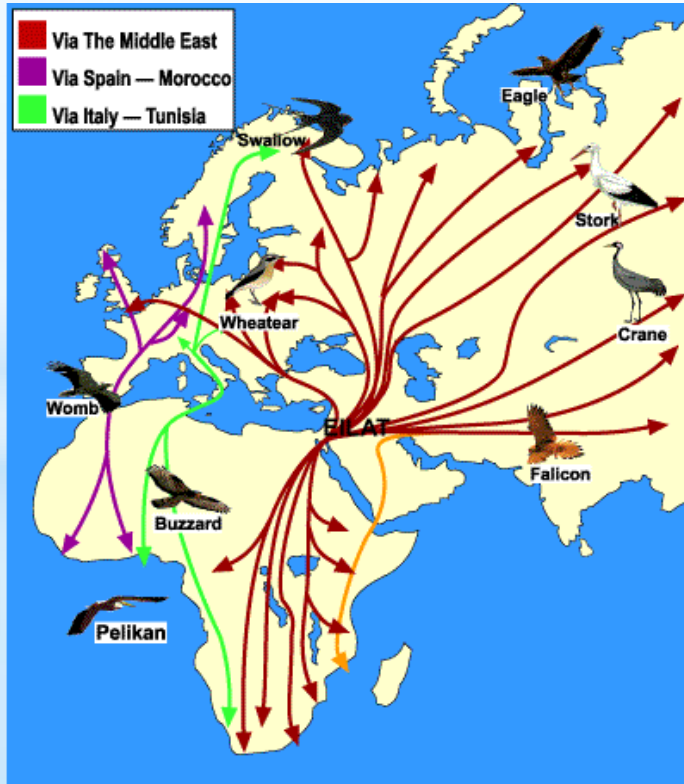 Via The Middle East
Via Spain — Morocco
Via Italy — Tunisia
Eagle
Swallow
Stork
Wheatear
Crane
Womb
EILAT
Falicon
Buzzard
Pelikan